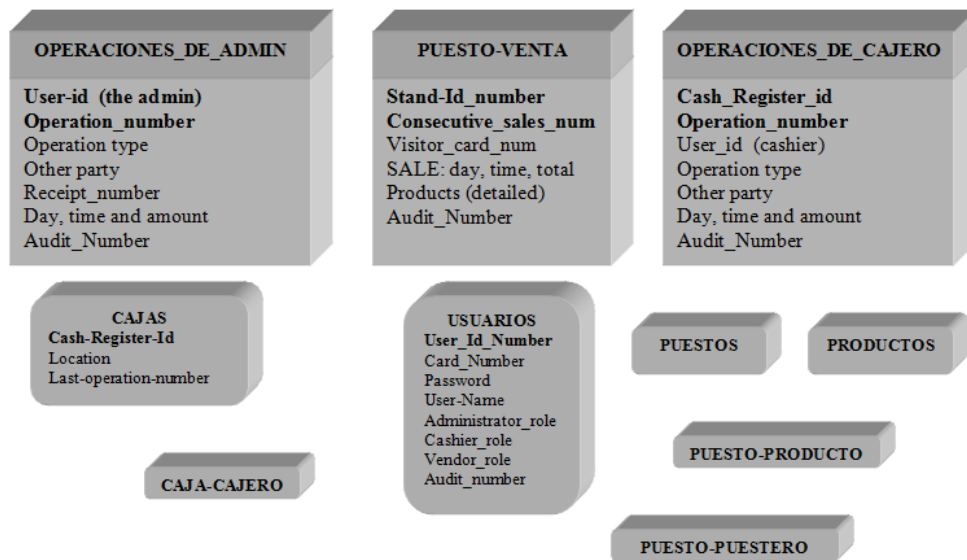 OPERACIONES_DE_ADMIN
User-id (the admin)
Operation_number
Operation type
Other party
Receipt_number
Day, time and amount
Audit_Number
PUESTO-VENTA
Stand-Id_number
Consecutive_sales_num
Visitor_card_num
SALE: day, time, total
Products (detailed)
Audit_Number
OPERACIONES_DE_CAJERO
Cash_Register_id
Operation_number
User_id (cashier)
Operation type
Other party
Day, time and amount
Audit_Number
CAJAS
Cash-Register-Id
Location
Last-operation-number
USUARIOS
User_Id_Number
Card_Number
Password
User-Name
Administrator_role
Cashier_role
Vendor_role
Audit_number
PUESTOS
PRODUCTOS
PUESTO-PRODUCTO
CAJA-CAJERO
PUESTO-PUESTERO